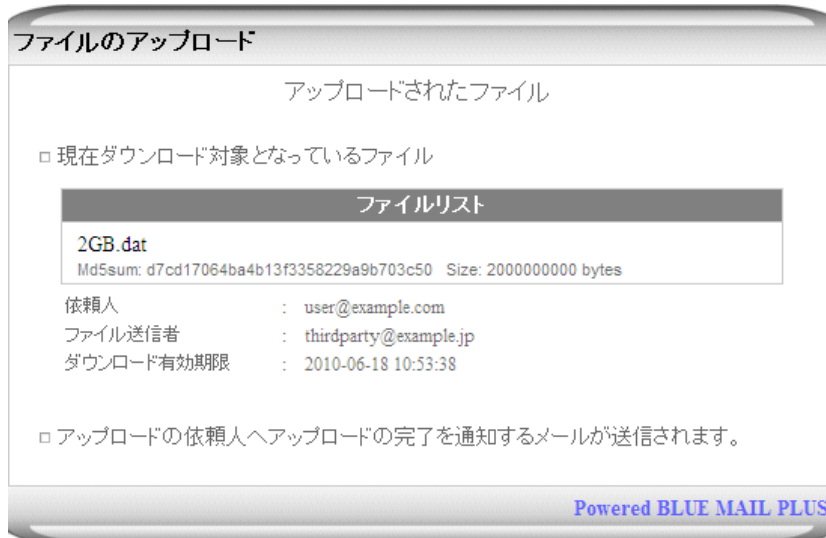 ファイルのアップロード
アップロードされたファイル
現在ダウンロード対象となっているファイル
ファイルリスト
2GB.dat
Md5sum: d7cd17064ba4b13f3358229a9b703c50 Size: 2000000000 bytes
依頼人 : user@example.com
ファイル送信者 : thirdparty@example.jp
ダウンロード有効期限 : 2010-06-18 10:53:38
アップロードの依頼人へアップロードの完了を通知するメールが送信されます。
Powered BLUE MAIL PLUS